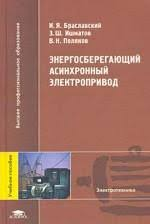 Высшее профессиональное образование
Учебное пособие
И. Я. Браславский
З. Ш. Ишматов
В. Н. Поляков
ЭНЕРГОСБЕРЕГАЮЩИЙ
АСИНХРОННЫЙ
ЭЛЕКТРОПРИВОД
Электротехника